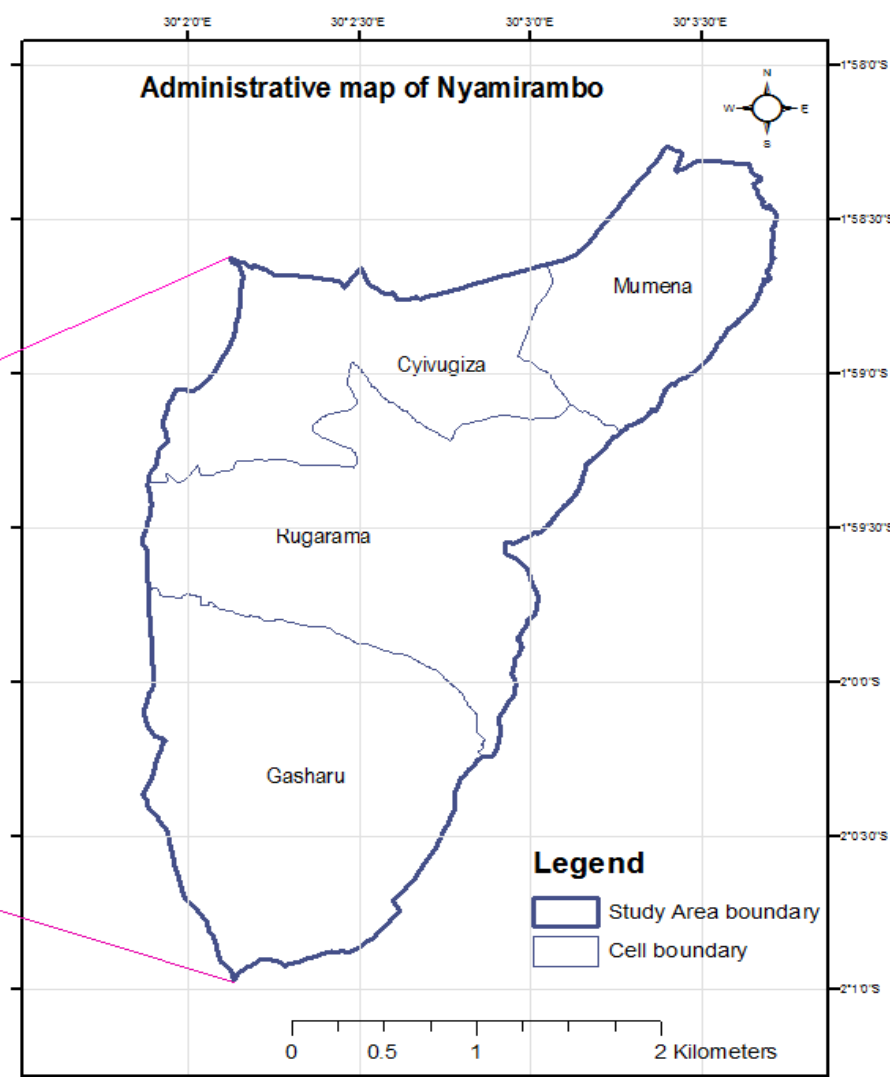 30°2'0"E 30°2'30"E 30°3'0"E 30°3'30"E
1°58'0"S
Administrative map of Nyamirambo
N
W E
S
1°58'30"S
Mumena
Cyivugiza
1°59'0"S
1°59'30"S
Rugarama
2°0'0"S
Gasharu
2°0'30"S
Legend
Study Area boundary
Cell boundary
2°1'0"S
0 0.5 1 2 Kilometers